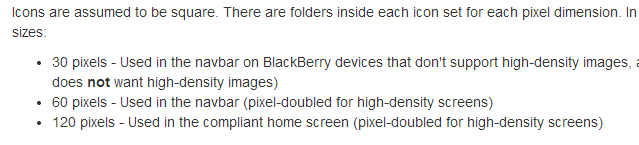 Icons are assumed to be square. There are folders inside each icon set for each pixel dimension. In
sizes:
• 30 pixels - Used in the navbar on BlackBerry devices that don't support high-density images,
does not want high-density images)
• 60 pixels - Used in the navbar (pixel-doubled for high-density screens)
• 120 pixels - Used in the compliant home screen (pixel-doubled for high-density screens)